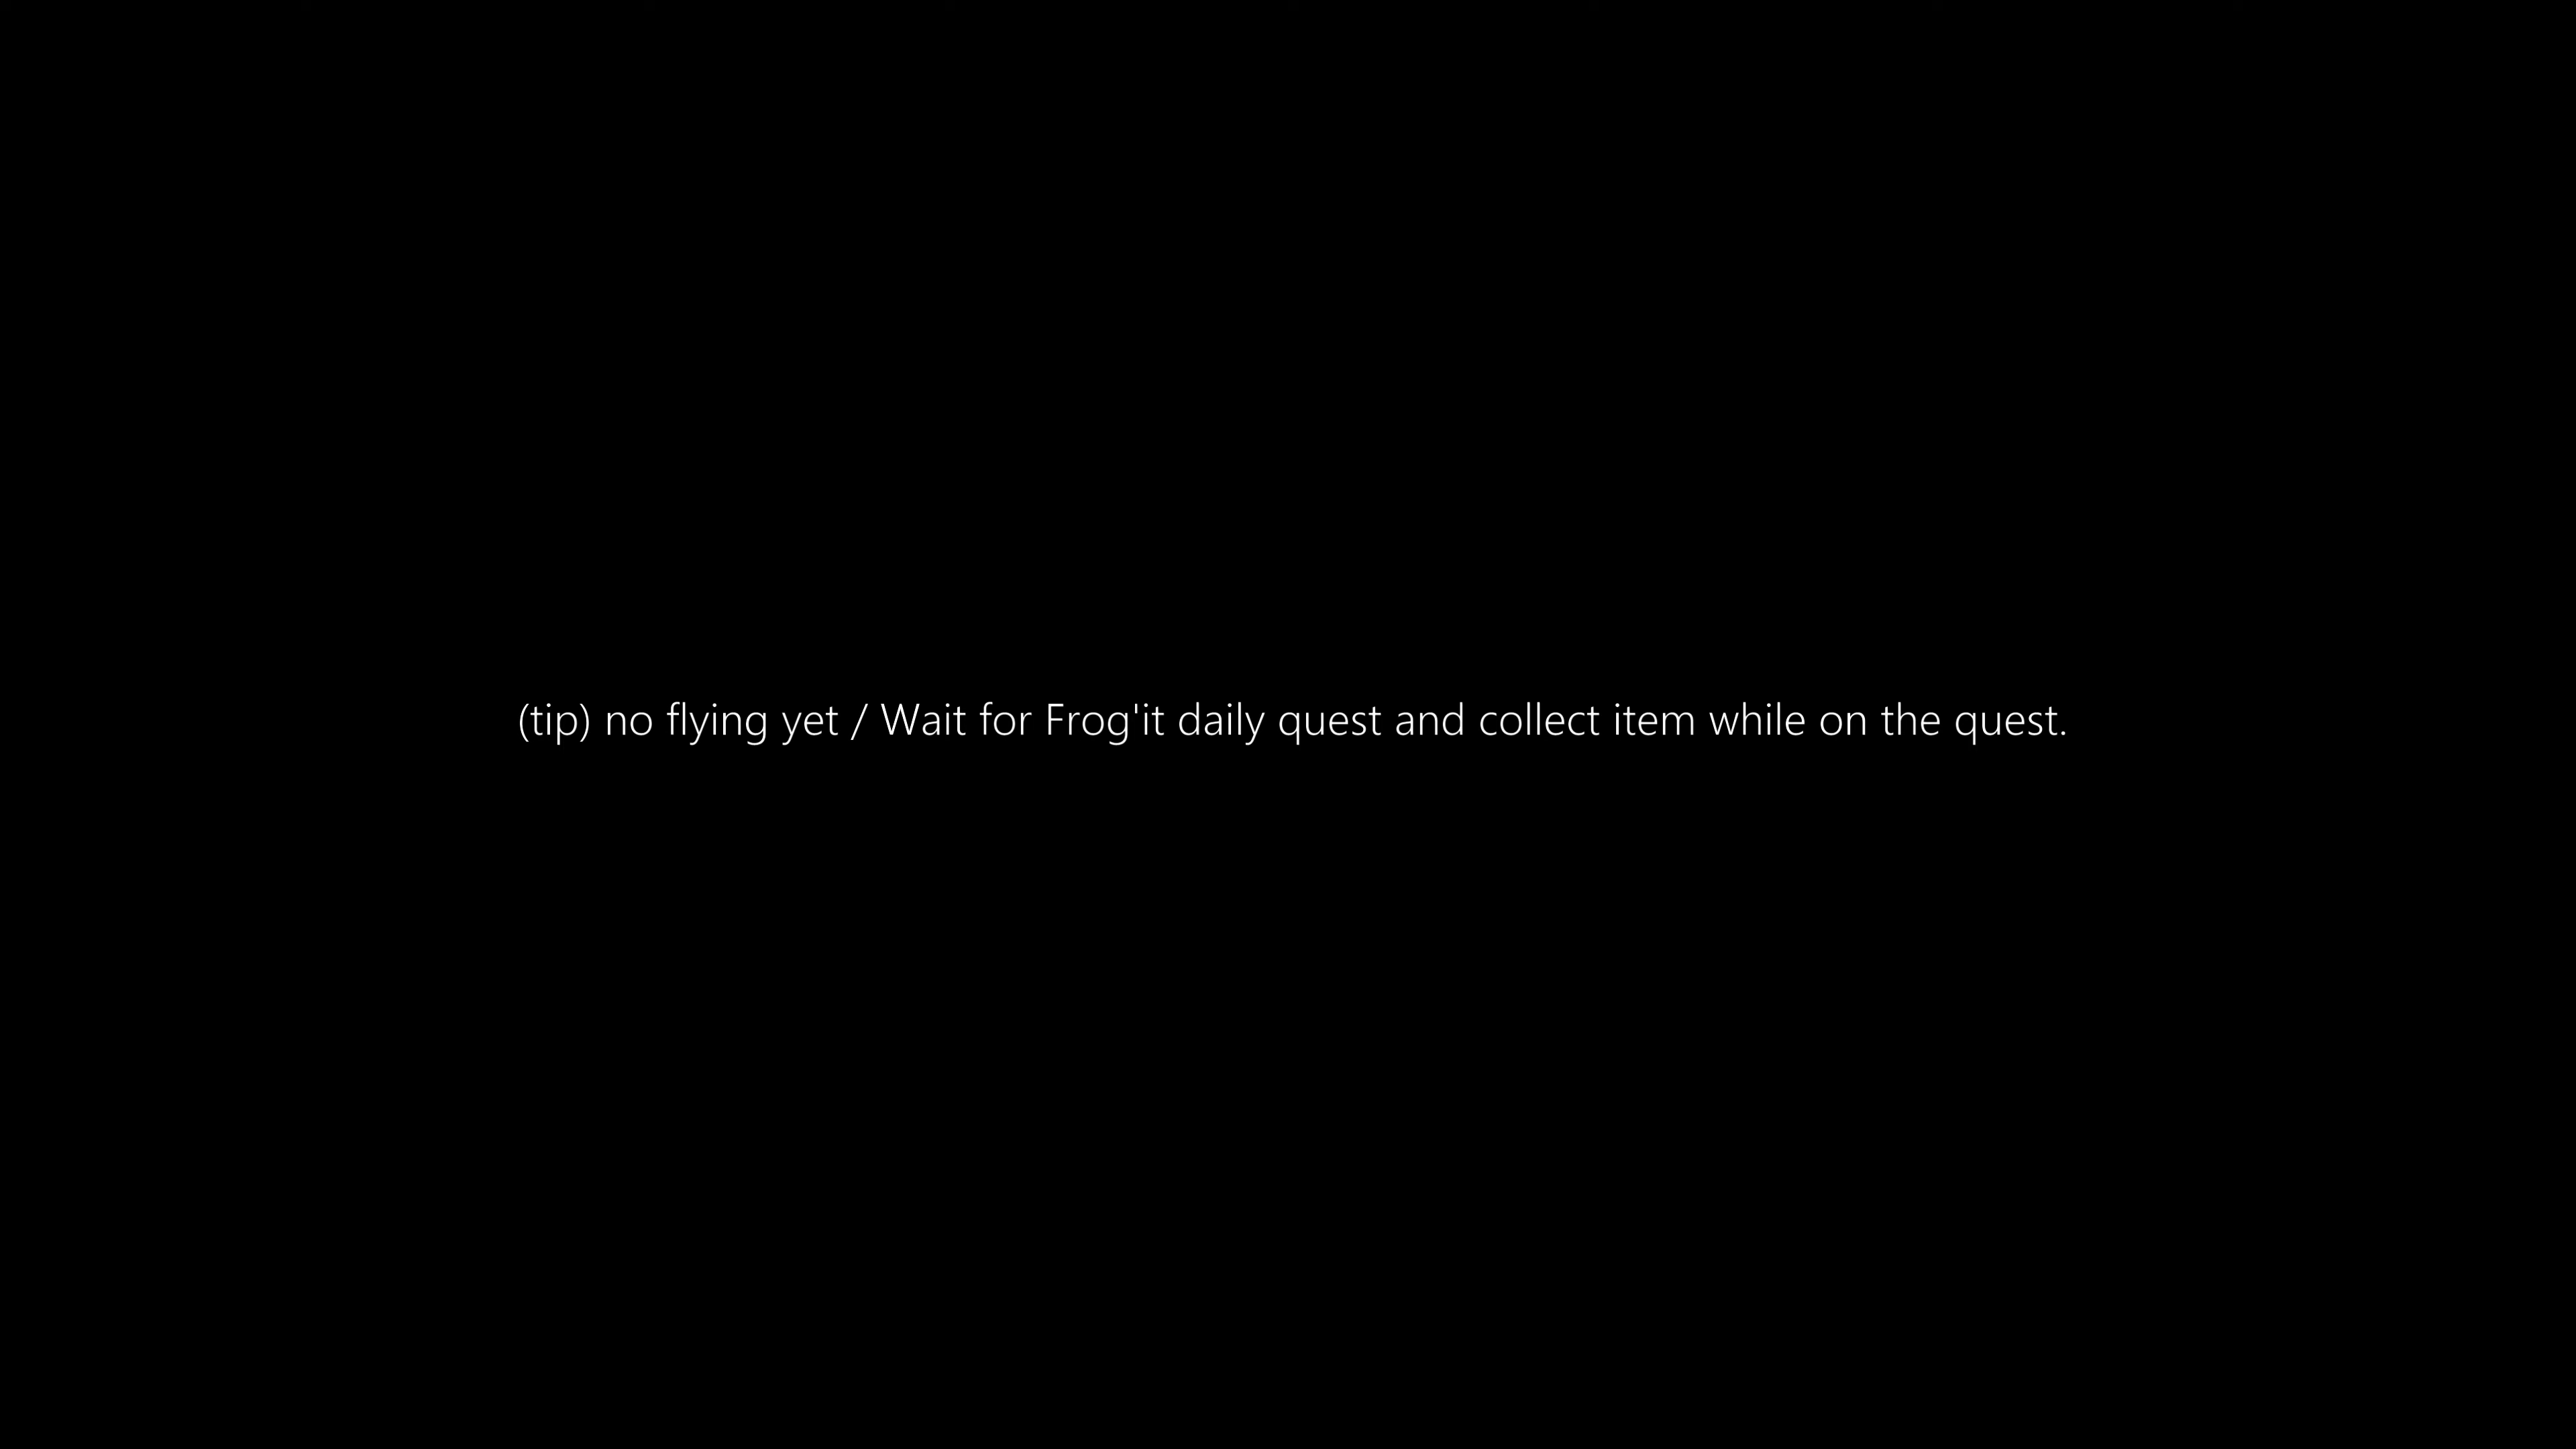 (tip) no flying yet / Wait for Frog'it daily quest and collect item while on the quest.